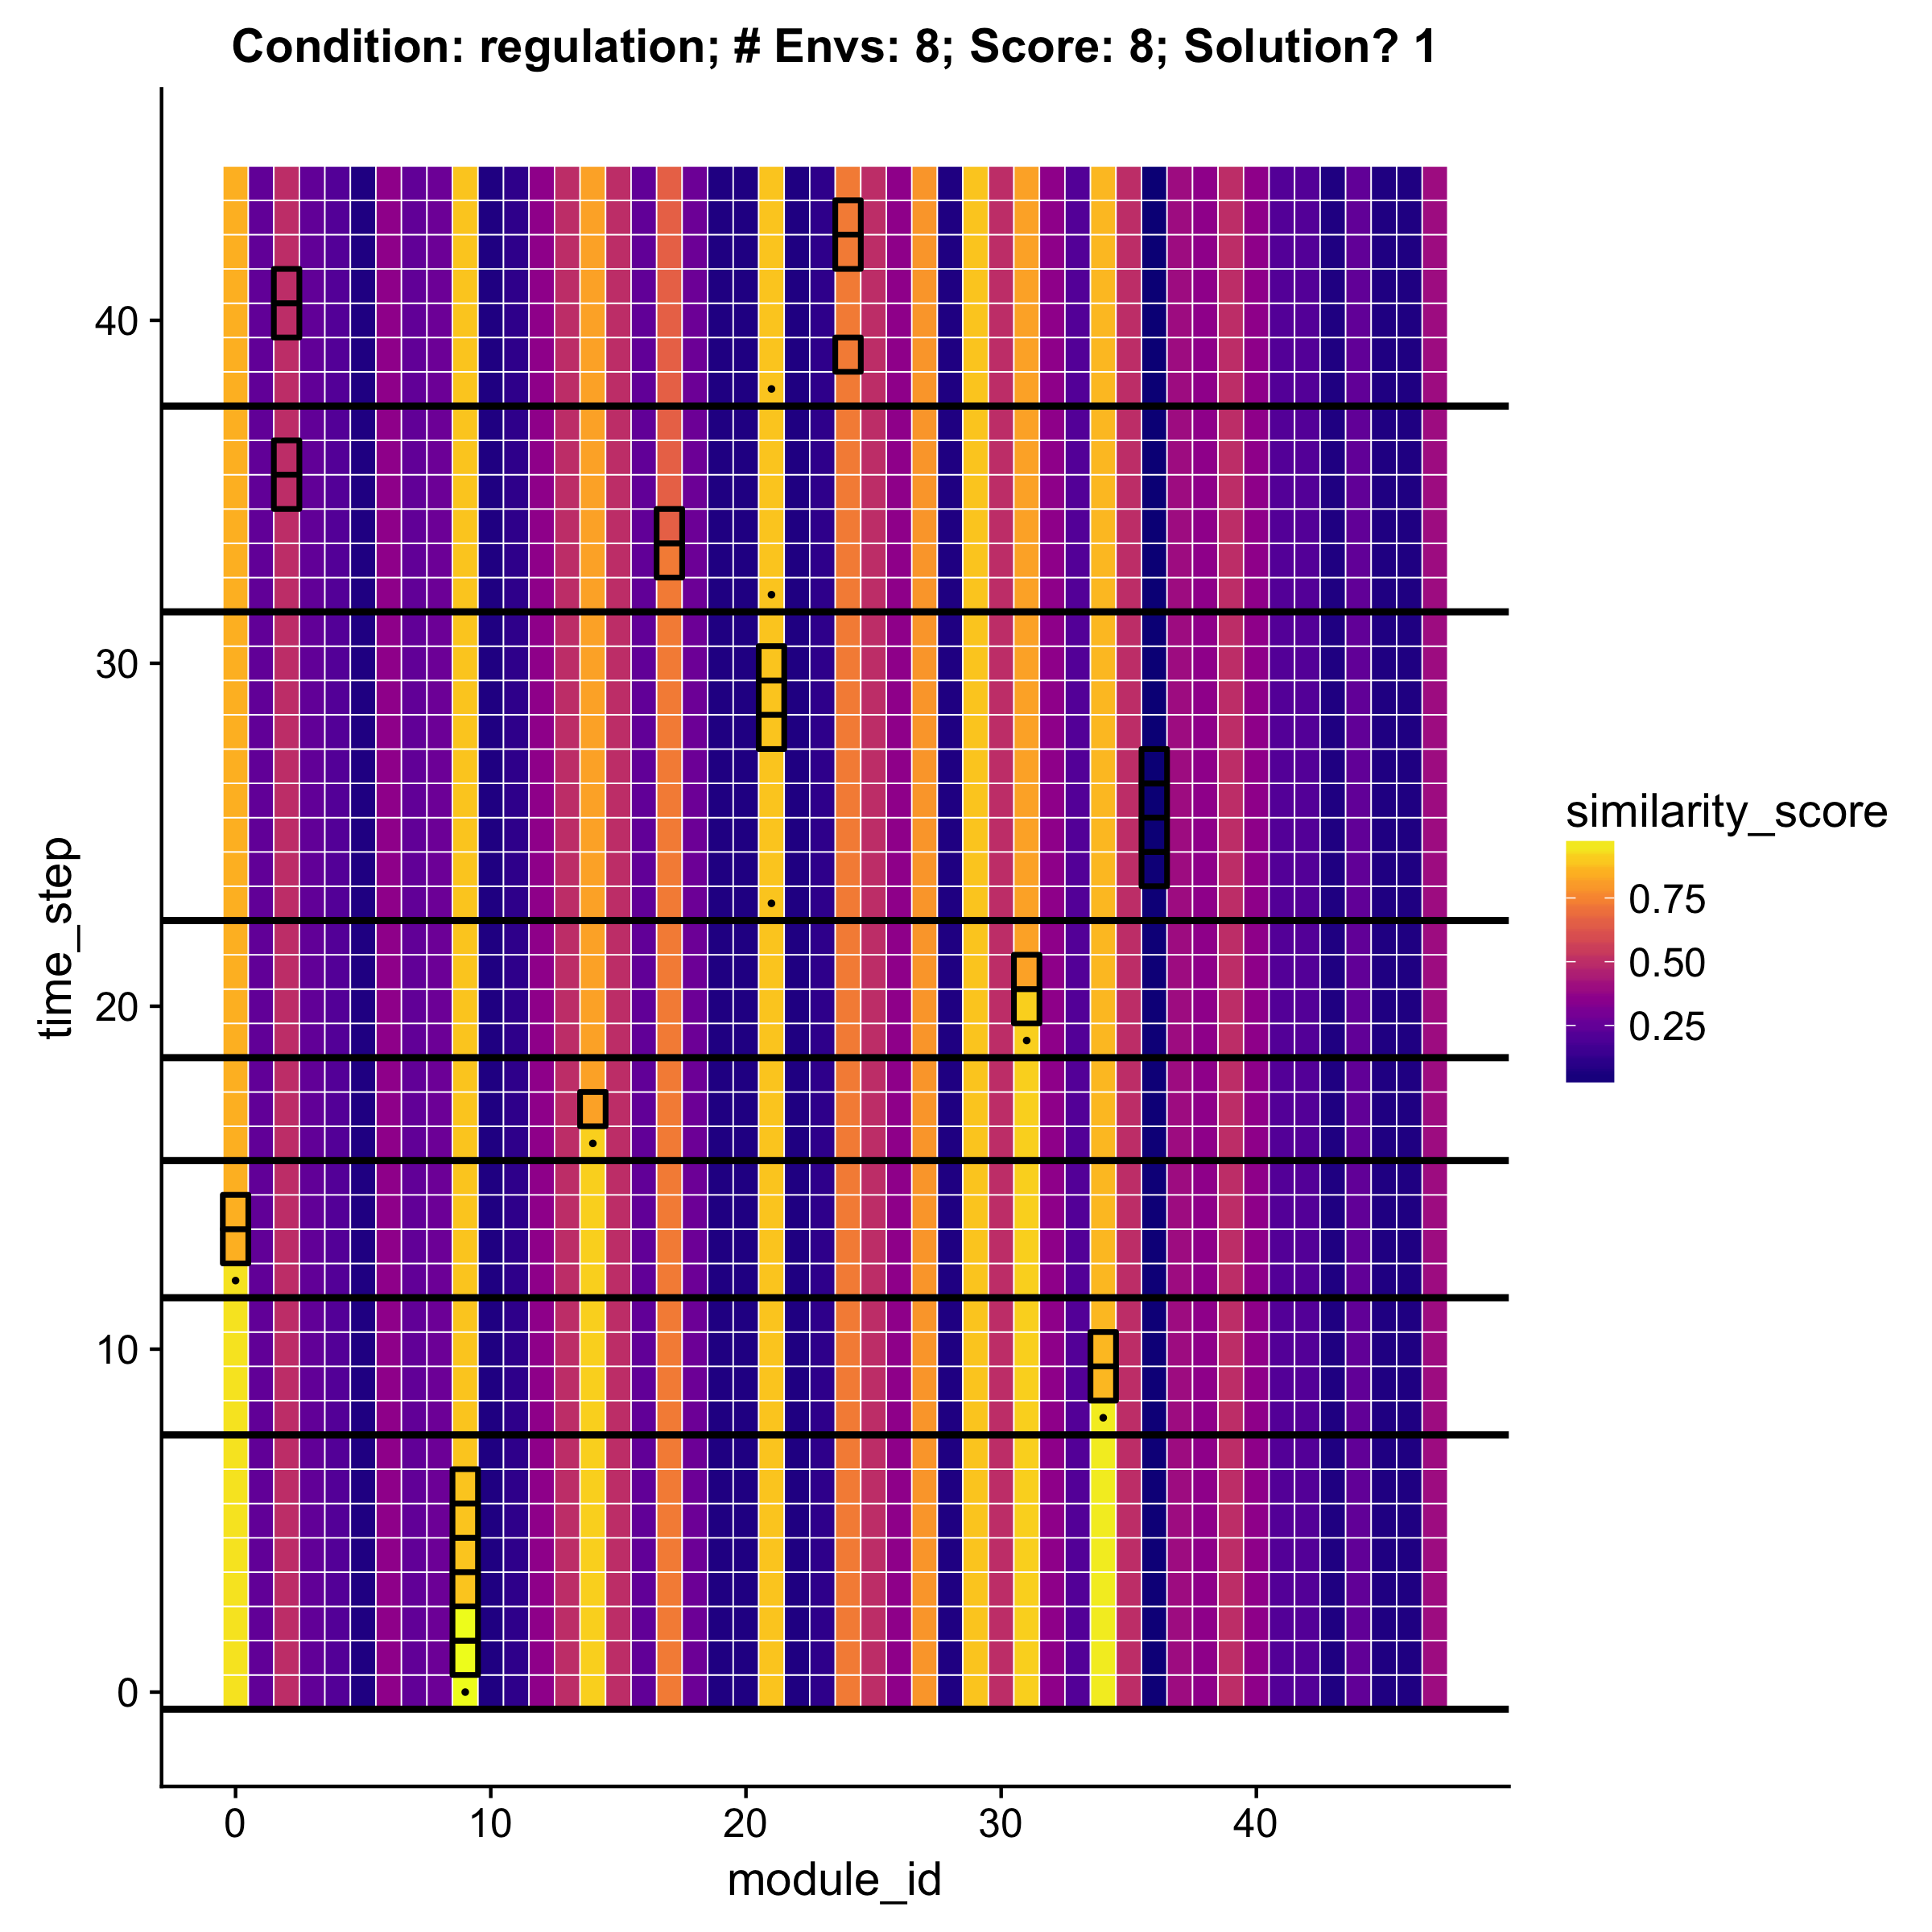 Condition: regulation; # Envs: 8; Score: 8; Solution? 1
time_step
40
30
20
10
0
0 10 20 30 40
module_id
similarity_score
0.75
0.50
0.25